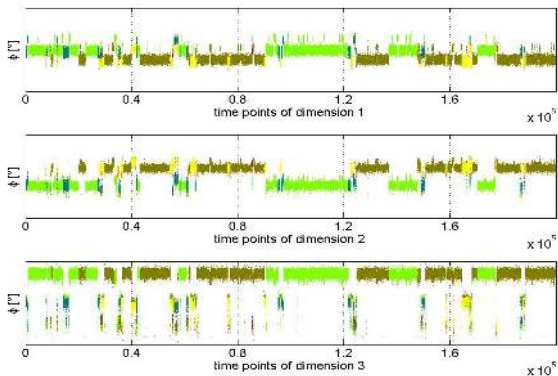 ϕ [°]
0 0.4 0.8 1.2 1.6
time points of dimension 1
x 10⁵
ϕ [°]
0 0.4 0.8 1.2 1.6
time points of dimension 2
x 10⁵
ϕ [°]
0 0.4 0.8 1.2 1.6
time points of dimension 3
x 10⁵